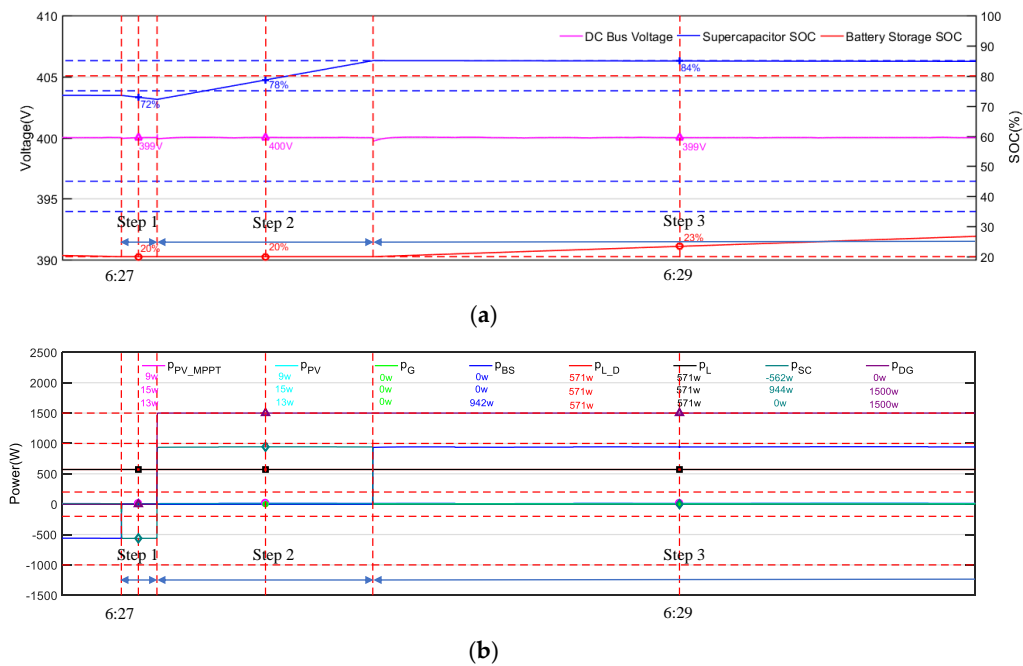 410
100
DC Bus Voltage
Supercapacitor SOC
Battery Storage SOC
90
84%
405
78%
80
72%
70
Voltage(V)
400
399V
400V
399V
60
SOC(%)
50
395
40
Step 1
Step 2
Step 3
30
20%
20%
23%
390
20
6:27
6:29
(a)
2500
pPV_MPPT
pPV
pG
pBS
pL_D
pL
pSC
pDG
9w
9w
0w
0w
571w
571w
-562w
0w
2000
15w
15w
0w
0w
571w
571w
944w
1500w
13w
13w
0w
942w
571w
571w
0w
1500w
1500
1000
Power(W)
500
0
-500
Step 1
Step 2
Step 3
-1000
-1500
6:27
6:29
(b)